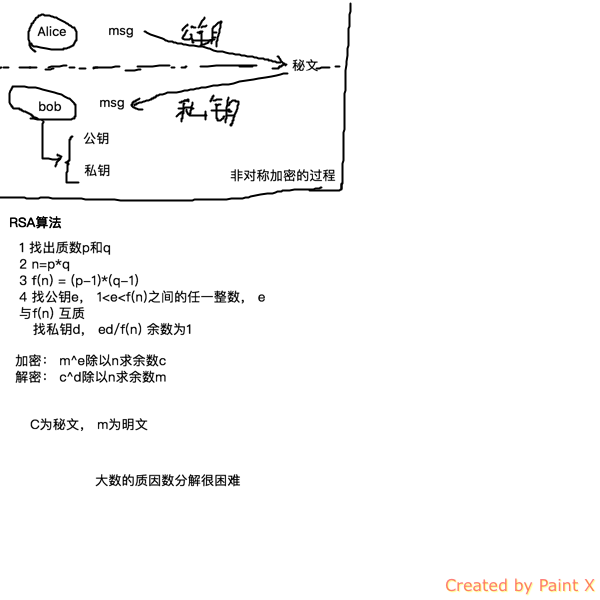 Alice
msg
公钥
秘文
bob
msg
私钥
公钥
私钥
非对称加密的过程
RSA算法
1 找出质数p和q
2 n=p*q
3 f(n) = (p-1)*(q-1)
4 找公钥e， 1<e<f(n)之间的任一整数， e
与f(n) 互质
找私钥d， ed/f(n) 余数为1
加密： m^e除以n求余数c
解密： c^d除以n求余数m
C为秘文， m为明文
大数的质因数分解很困难
Created by Paint X